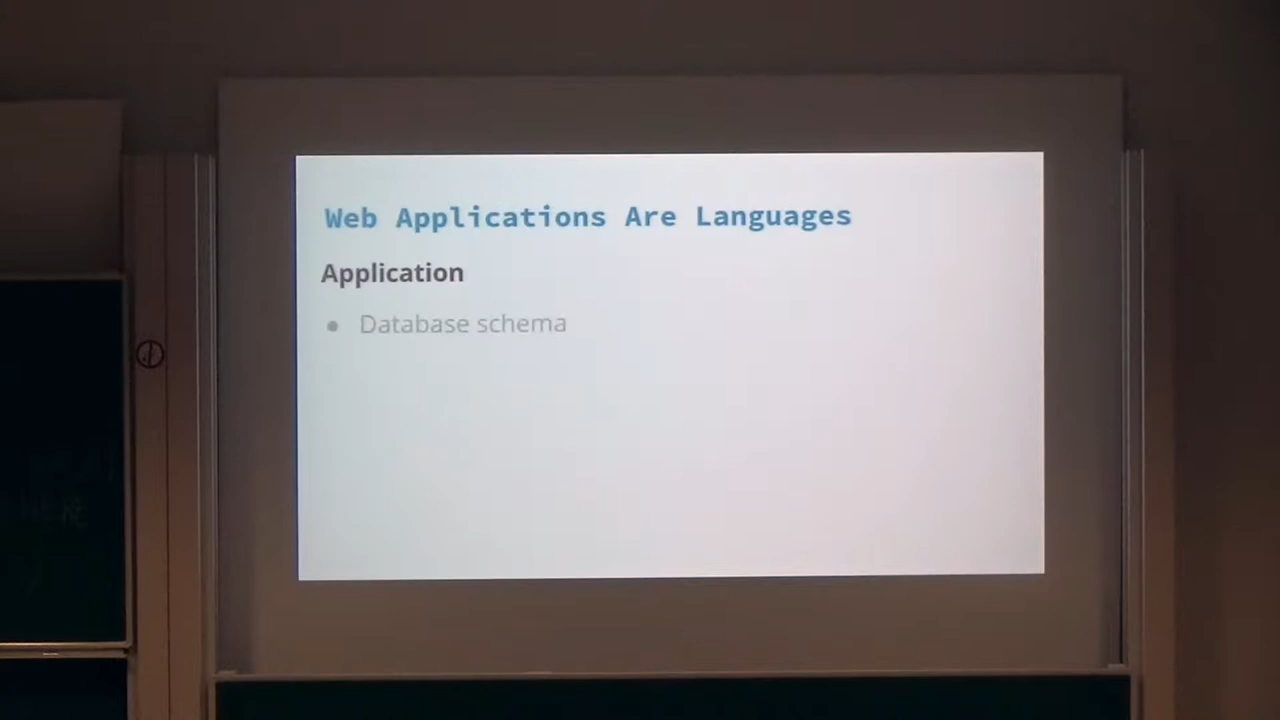 Web Applications Are Languages
Application
● Database schema